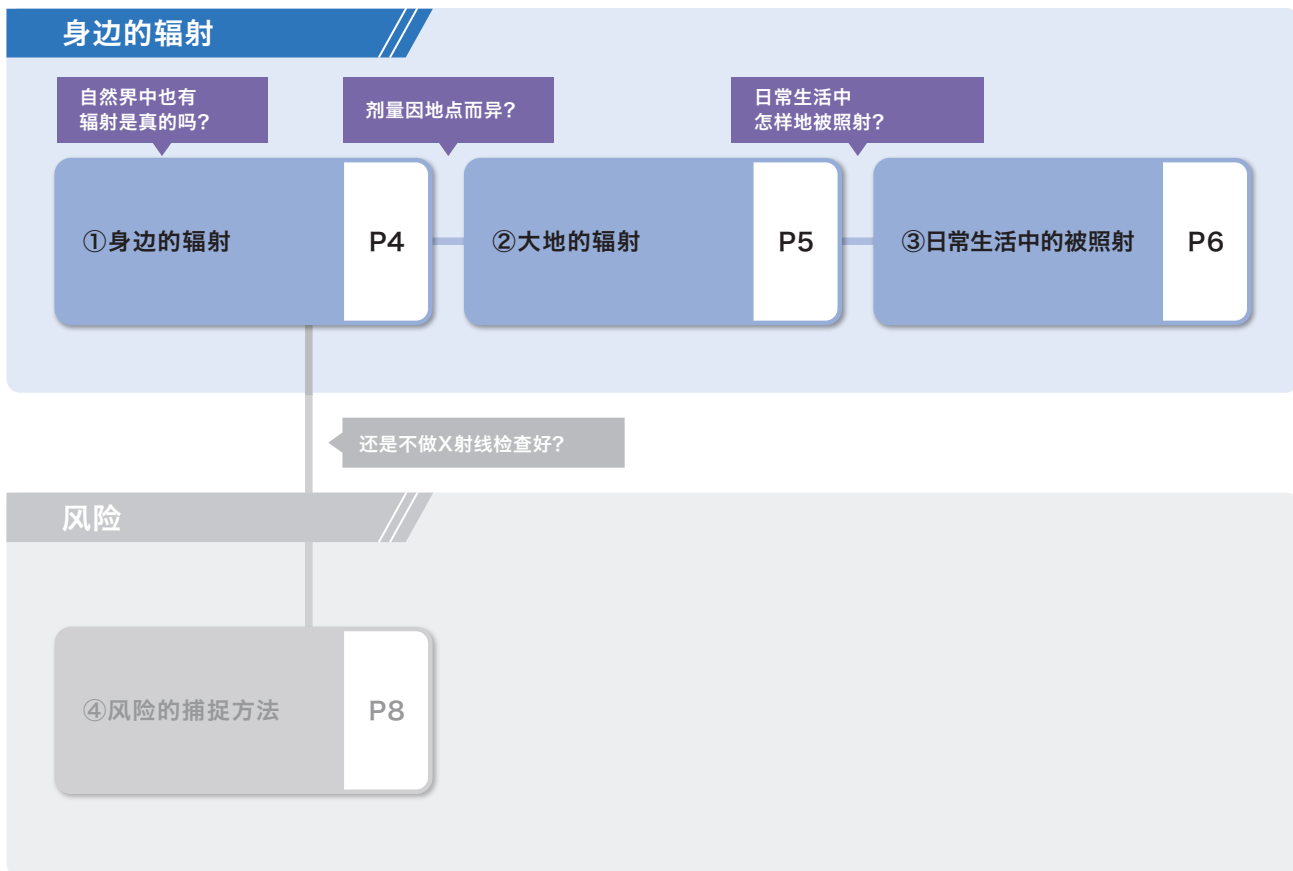 身边的辐射
自然界中也有
辐射是真的吗?
剂量因地点而异?
日常生活中
怎样地被照射?
①身边的辐射
P4
②大地的辐射
P5
③日常生活中的被照射
P6
还是不做X射线检查好?
风险
④风险的捕捉方法
P8